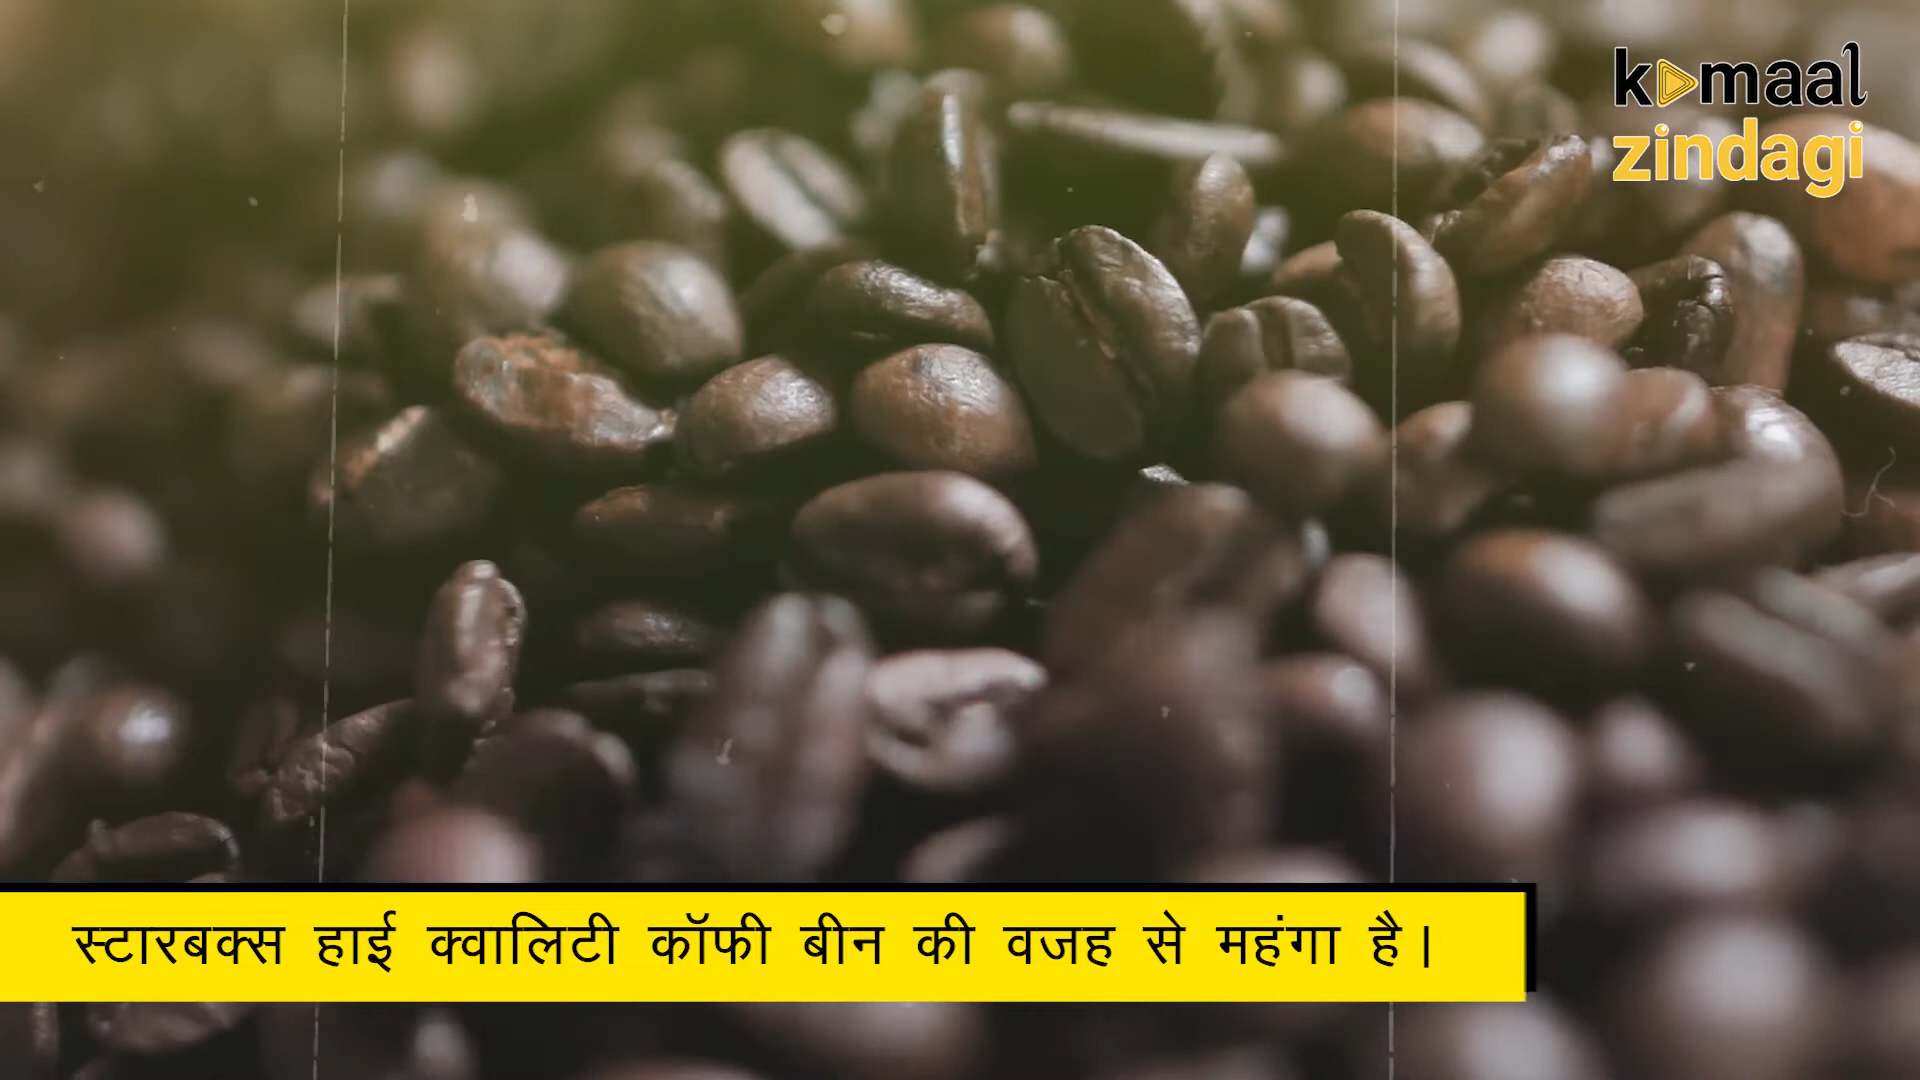 komaal
zindagi
स्टारबक्स हाई क्वालिटी कॉफी बीन की वजह से महंगा है।